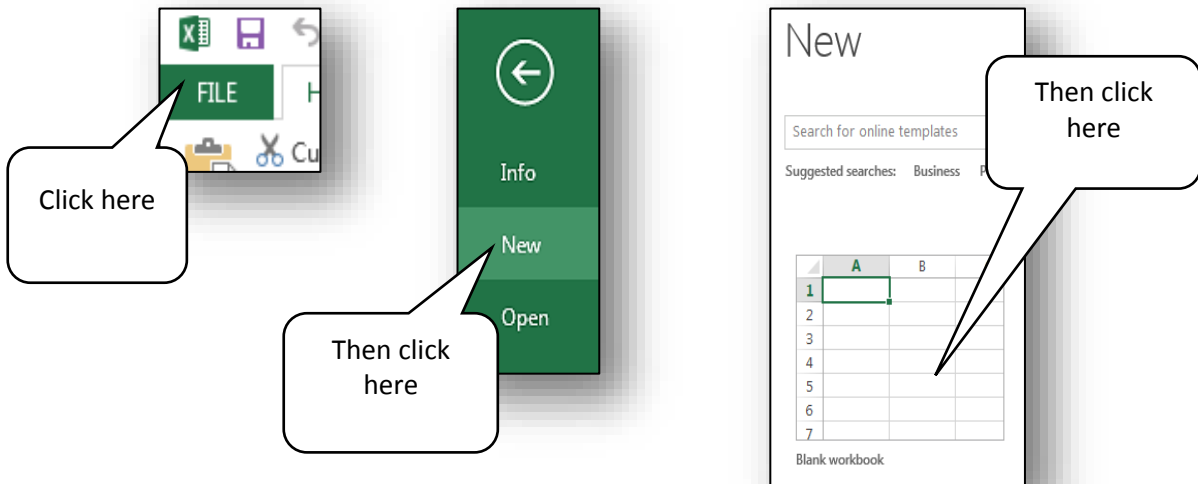 FILE
H
Cu
Click here
Info
New
Open
Then click
here
New
Search for online templates
Suggested searches: Business P
Then click
here
A B
1
2
3
4
5
6
7
Blank workbook